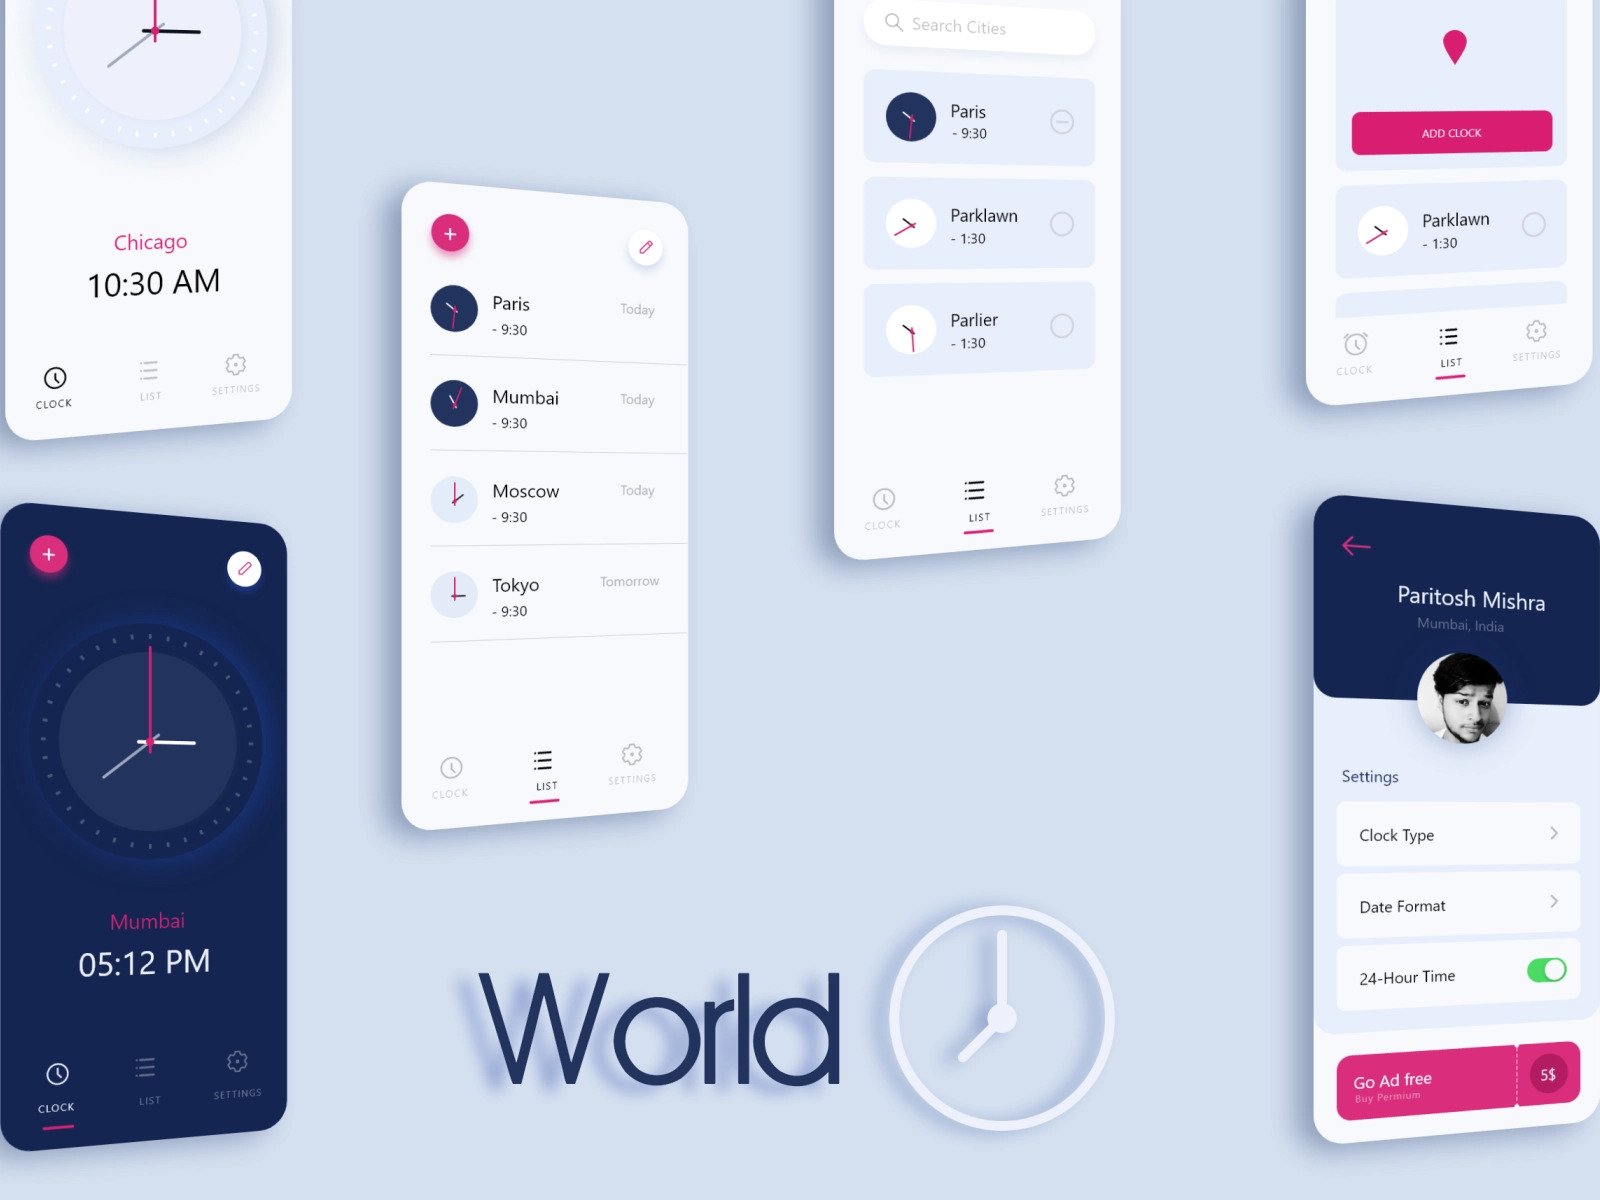 Chicago
10:30 AM
CLOCK
LIST
SETTINGS
Mumbai
05:12 PM
CLOCK
LIST
SETTINGS
Paris
- 9:30
Today
Mumbai
- 9:30
Today
Moscow
- 9:30
Today
Tokyo
- 9:30
Tomorrow
CLOCK
LIST
SETTINGS
Search Cities
Paris
- 9:30
Parklawn
- 1:30
Parlier
- 1:30
CLOCK
LIST
SETTINGS
World
ADD CLOCK
Parklawn
- 1:30
CLOCK
LIST
SETTINGS
Paritosh Mishra
Mumbai, India
Settings
Clock Type
Date Format
24-Hour Time
Go Ad free
Buy Permium
5$